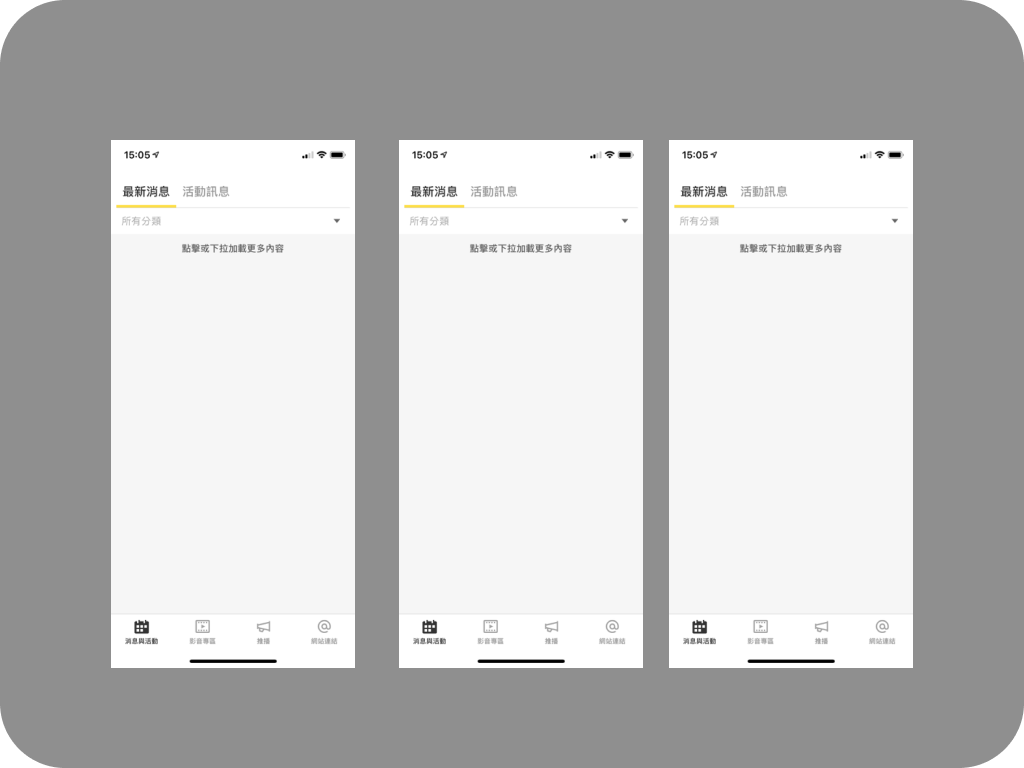 15:05
最新消息 活動訊息
所有分類
點擊或下拉加載更多內容
消息與活動 影音專區 推播 網站連結
15:05
最新消息 活動訊息
所有分類
點擊或下拉加載更多內容
消息與活動 影音專區 推播 網站連結
15:05
最新消息 活動訊息
所有分類
點擊或下拉加載更多內容
消息與活動 影音專區 推播 網站連結